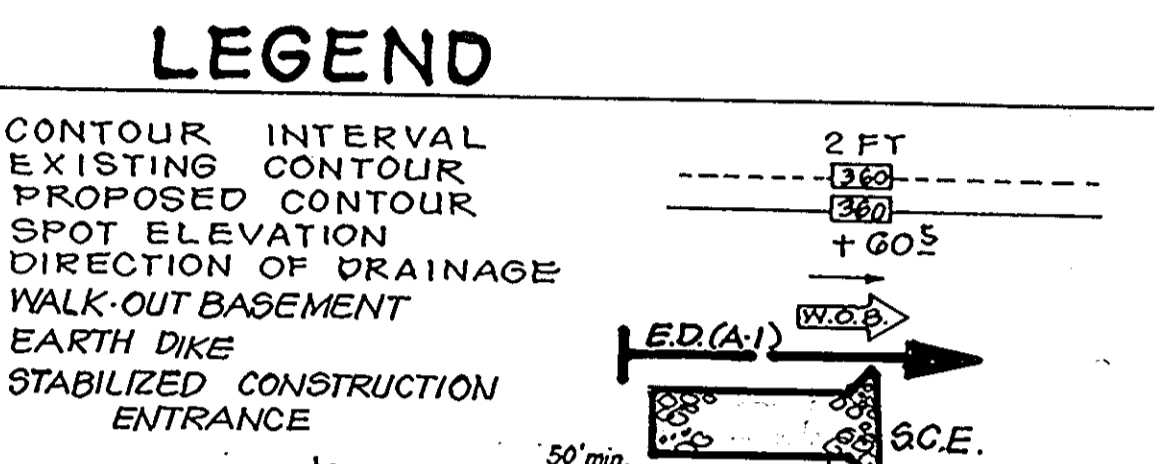 LEGEND
CONTOUR INTERVAL 2 FT
EXISTING CONTOUR 360
PROPOSED CONTOUR 360
SPOT ELEVATION + 60 5
DIRECTION OF DRAINAGE
WALK-OUT BASEMENT W.O.B.
EARTH DIKE E.D.(A-1)
STABILIZED CONSTRUCTION
ENTRANCE S.C.E.
50' min.